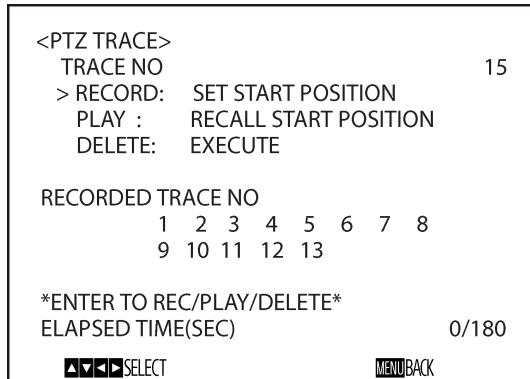 <PTZ TRACE>
TRACE NO 15
> RECORD: SET START POSITION
PLAY : RECALL START POSITION
DELETE: EXECUTE
RECORDED TRACE NO
1 2 3 4 5 6 7 8
9 10 11 12 13
*ENTER TO REC/PLAY/DELETE*
ELAPSED TIME(SEC) 0/180
▲▼◀▶SELECT MENUBACK